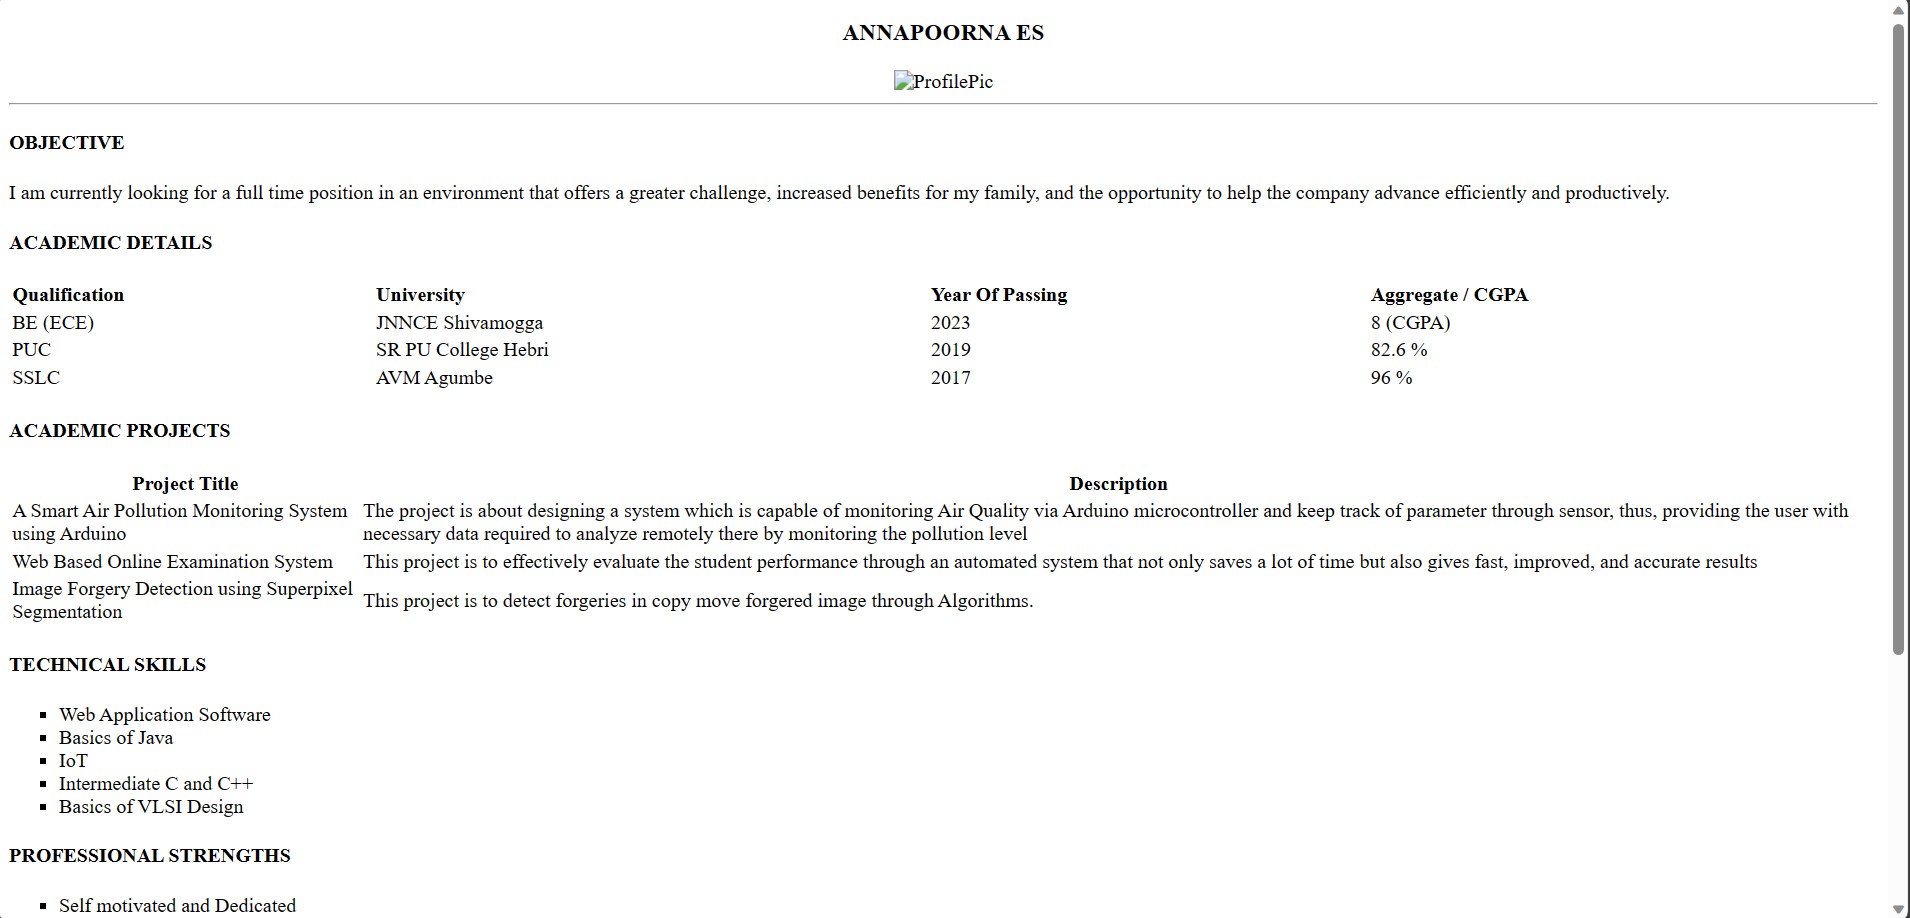 ANNAPOORNA ES
ProfilePic
OBJECTIVE
I am currently looking for a full time position in an environment that offers a greater challenge, increased benefits for my family, and the opportunity to help the company advance efficiently and productively.
ACADEMIC DETAILS
Qualification University Year Of Passing Aggregate / CGPA
BE (ECE) JNNCE Shivamogga 2023 8 (CGPA)
PUC SR PU College Hebri 2019 82.6 %
SSLC AVM Agumbe 2017 96 %
ACADEMIC PROJECTS
Project Title Description
A Smart Air Pollution Monitoring System
using Arduino
The project is about designing a system which is capable of monitoring Air Quality via Arduino microcontroller and keep track of parameter through sensor, thus, providing the user with
necessary data required to analyze remotely there by monitoring the pollution level
Web Based Online Examination System This project is to effectively evaluate the student performance through an automated system that not only saves a lot of time but also gives fast, improved, and accurate results
Image Forgery Detection using Superpixel
Segmentation
This project is to detect forgeries in copy move forgered image through Algorithms.
TECHNICAL SKILLS
Web Application Software
Basics of Java
IoT
Intermediate C and C++
Basics of VLSI Design
PROFESSIONAL STRENGTHS
Self motivated and Dedicated